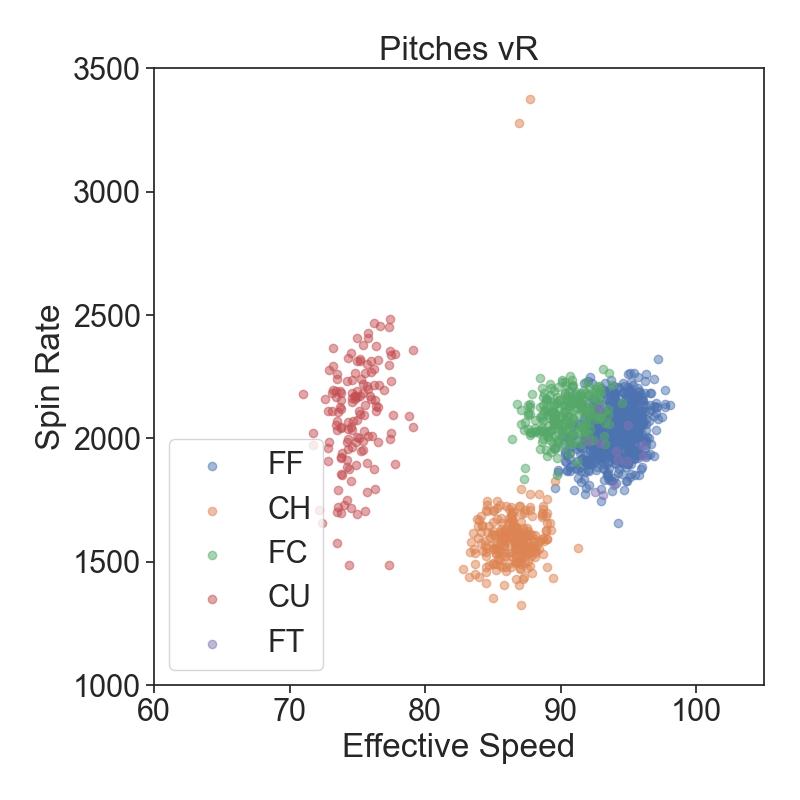 Pitches vR
3500
3000
2500
2000
1500
1000
Spin Rate
FF
CH
FC
CU
FT
60 70 80 90 100
Effective Speed